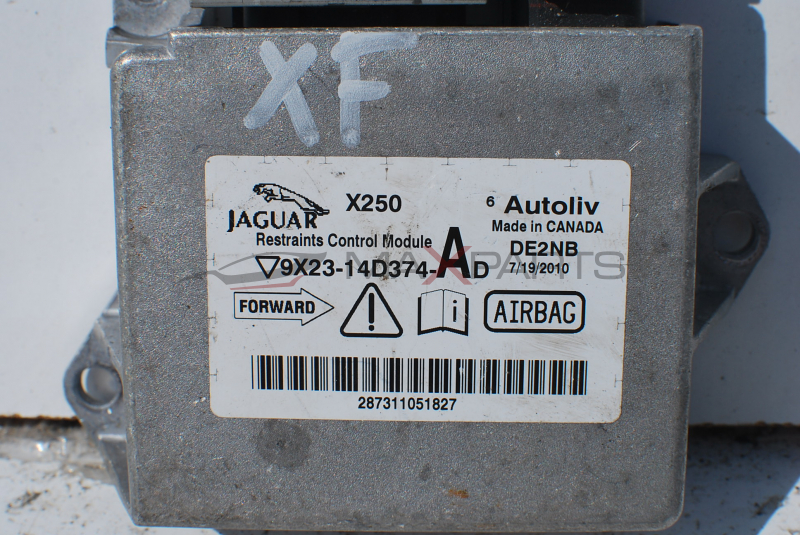 XF
JAGUAR X250
6 Autoliv
Made in CANADA
Restraints Control Module
DE2NB
9X23-14D374-AD
7/19/2010
MAXPARTS
FORWARD
AIRBAG
287311051827